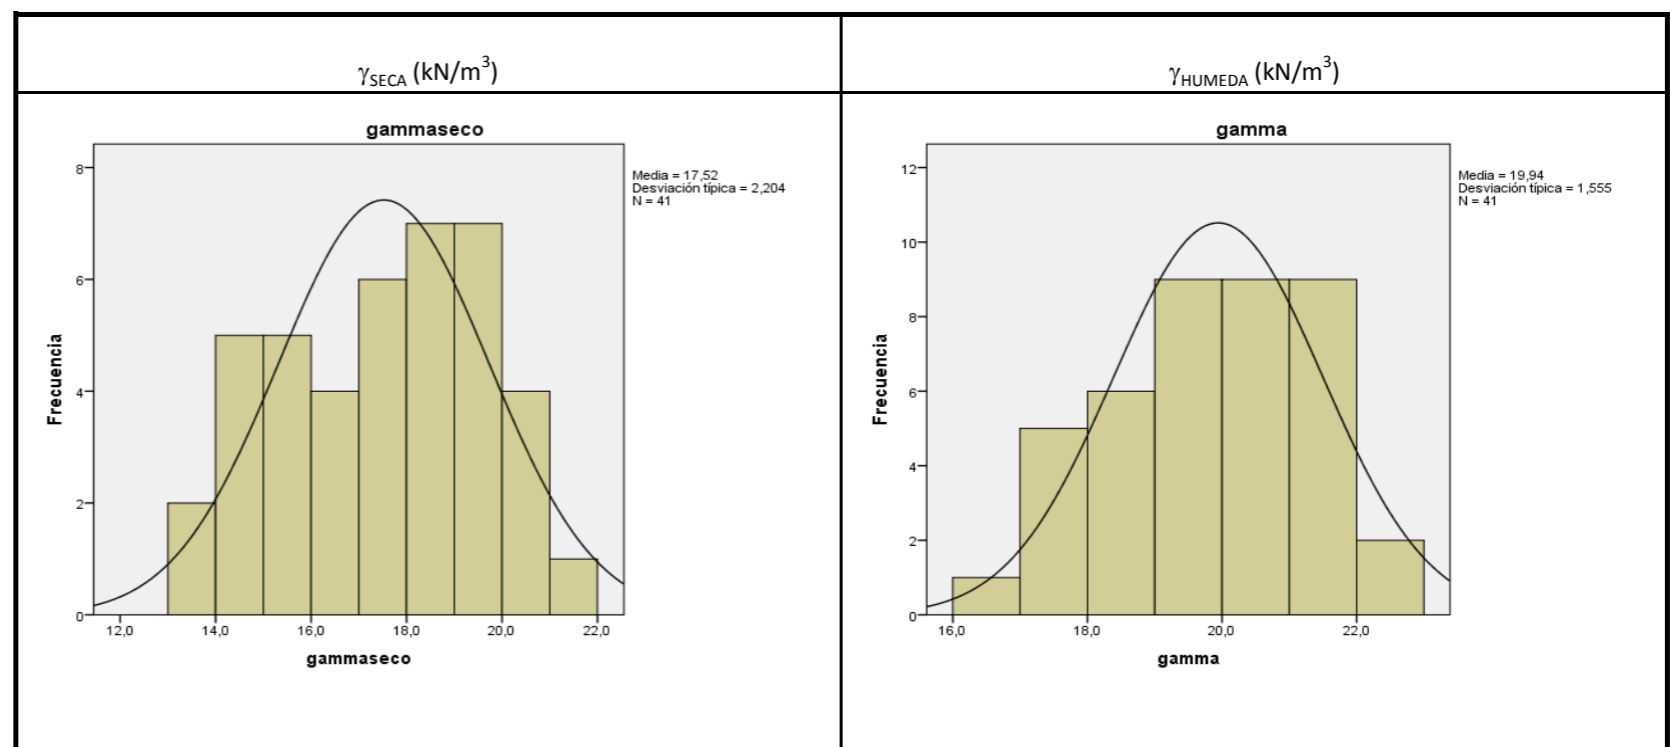 γSECA (kN/m³)
γHUMEDA (kN/m³)
gammaseco
8
6
4
2
0
Frecuencia
12,0 14,0 16,0 18,0 20,0 22,0
gammaseco
Media = 17,52
Desviación típica = 2,204
N = 41
gamma
12
10
8
6
4
2
0
Frecuencia
16,0 18,0 20,0 22,0
gamma
Media = 19,94
Desviación típica = 1,555
N = 41